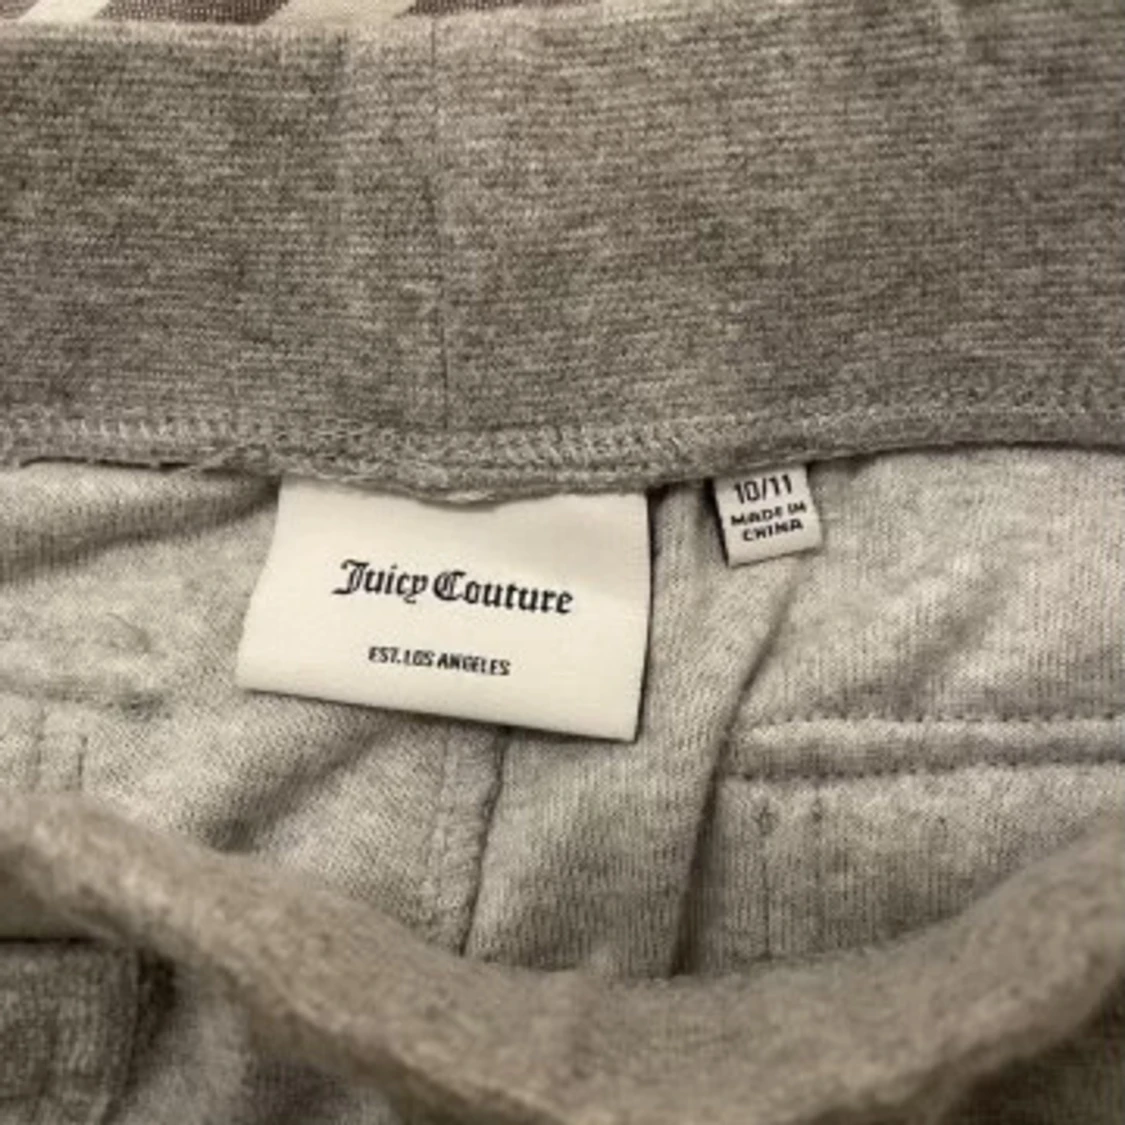 Juicy Couture
EST. LOS ANGELES
10/11
MADE IN
CHINA